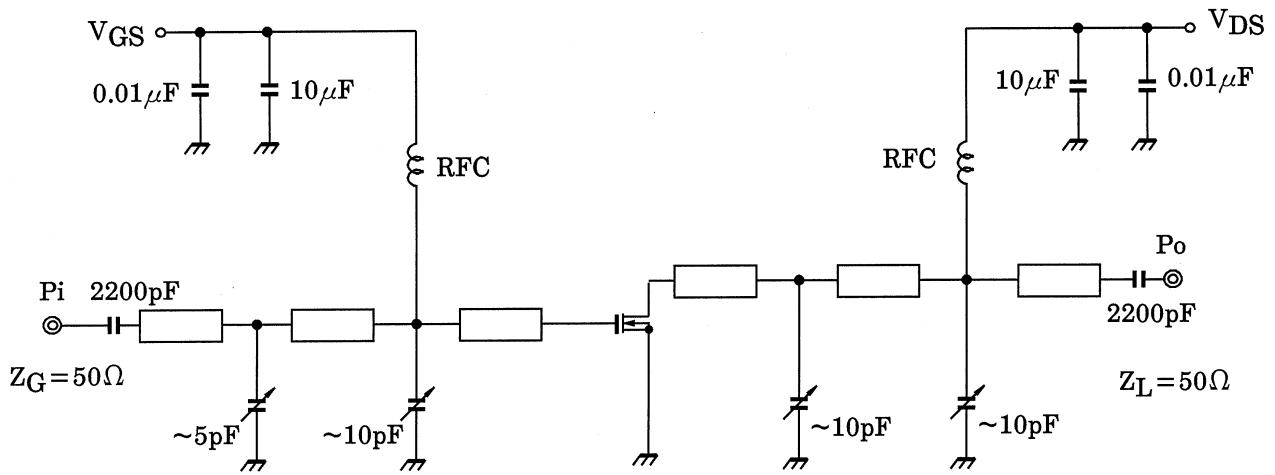 VGS
VDS
0.01μF
10μF
10μF
0.01μF
RFC
RFC
Pi
2200pF
Po
2200pF
ZG=50Ω
ZL=50Ω
~5pF
~10pF
~10pF
~10pF